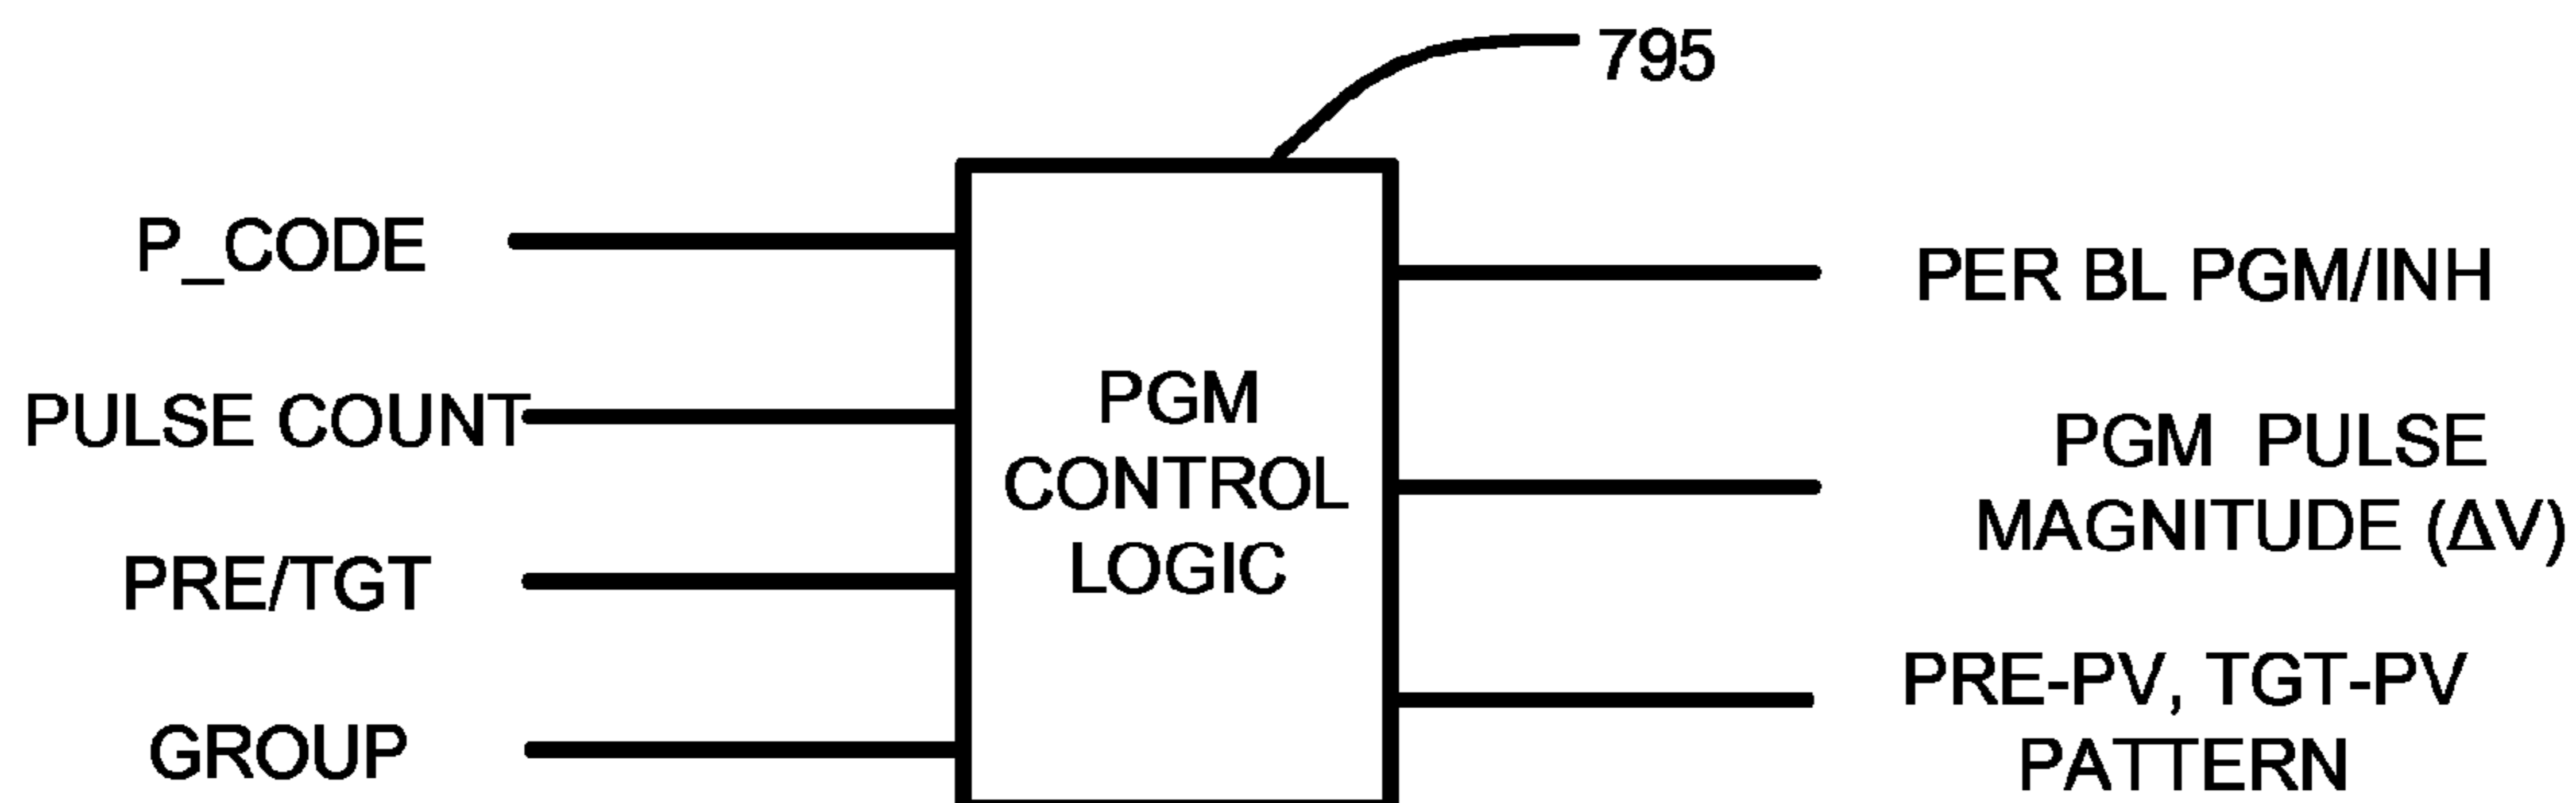 795
P_CODE
PULSE COUNT
PRE/TGT
GROUP
PGM
CONTROL
LOGIC
PER BL PGM/INH
PGM PULSE
MAGNITUDE (ΔV)
PRE-PV, TGT-PV
PATTERN